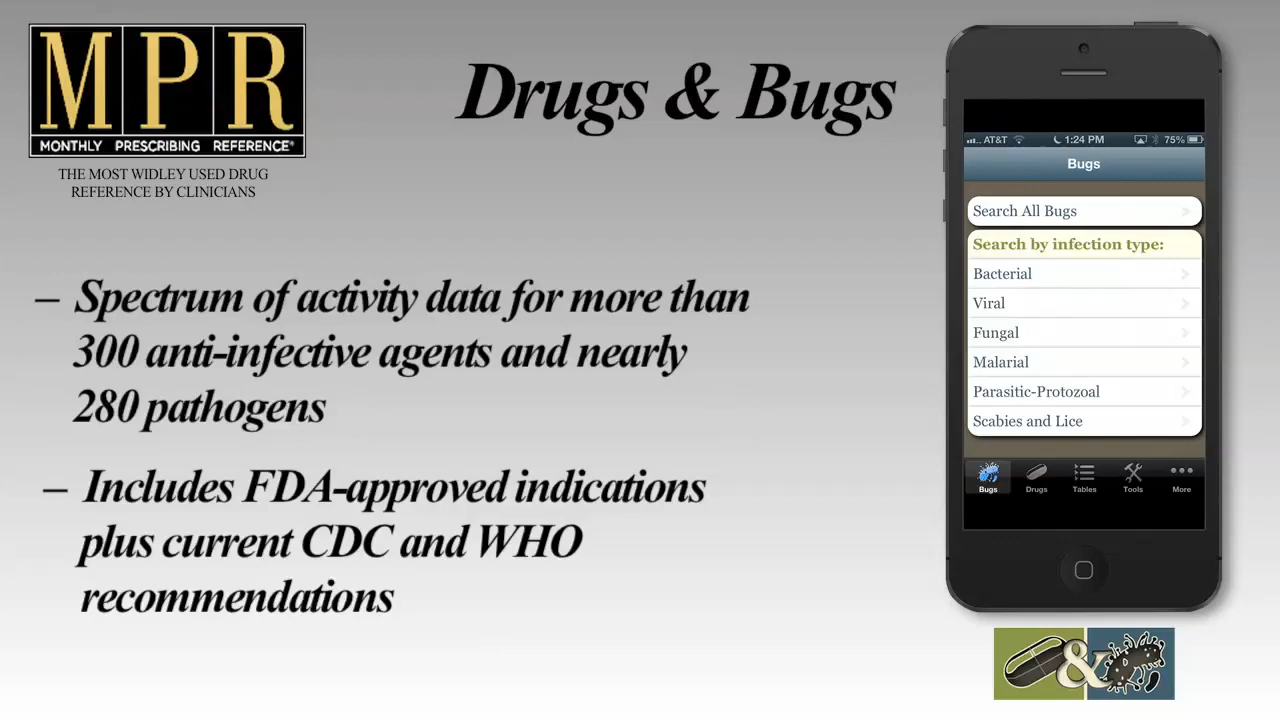 MPR
MONTHLY PRESCRIBING REFERENCE®
THE MOST WIDLEY USED DRUG
REFERENCE BY CLINICIANS
Drugs & Bugs
– Spectrum of activity data for more than
300 anti-infective agents and nearly
280 pathogens
– Includes FDA-approved indications
plus current CDC and WHO
recommendations
AT&T 1:24 PM 75%
Bugs
Search All Bugs
Search by infection type:
Bacterial
Viral
Fungal
Malarial
Parasitic-Protozoal
Scabies and Lice
Bugs Drugs Tables Tools More
&